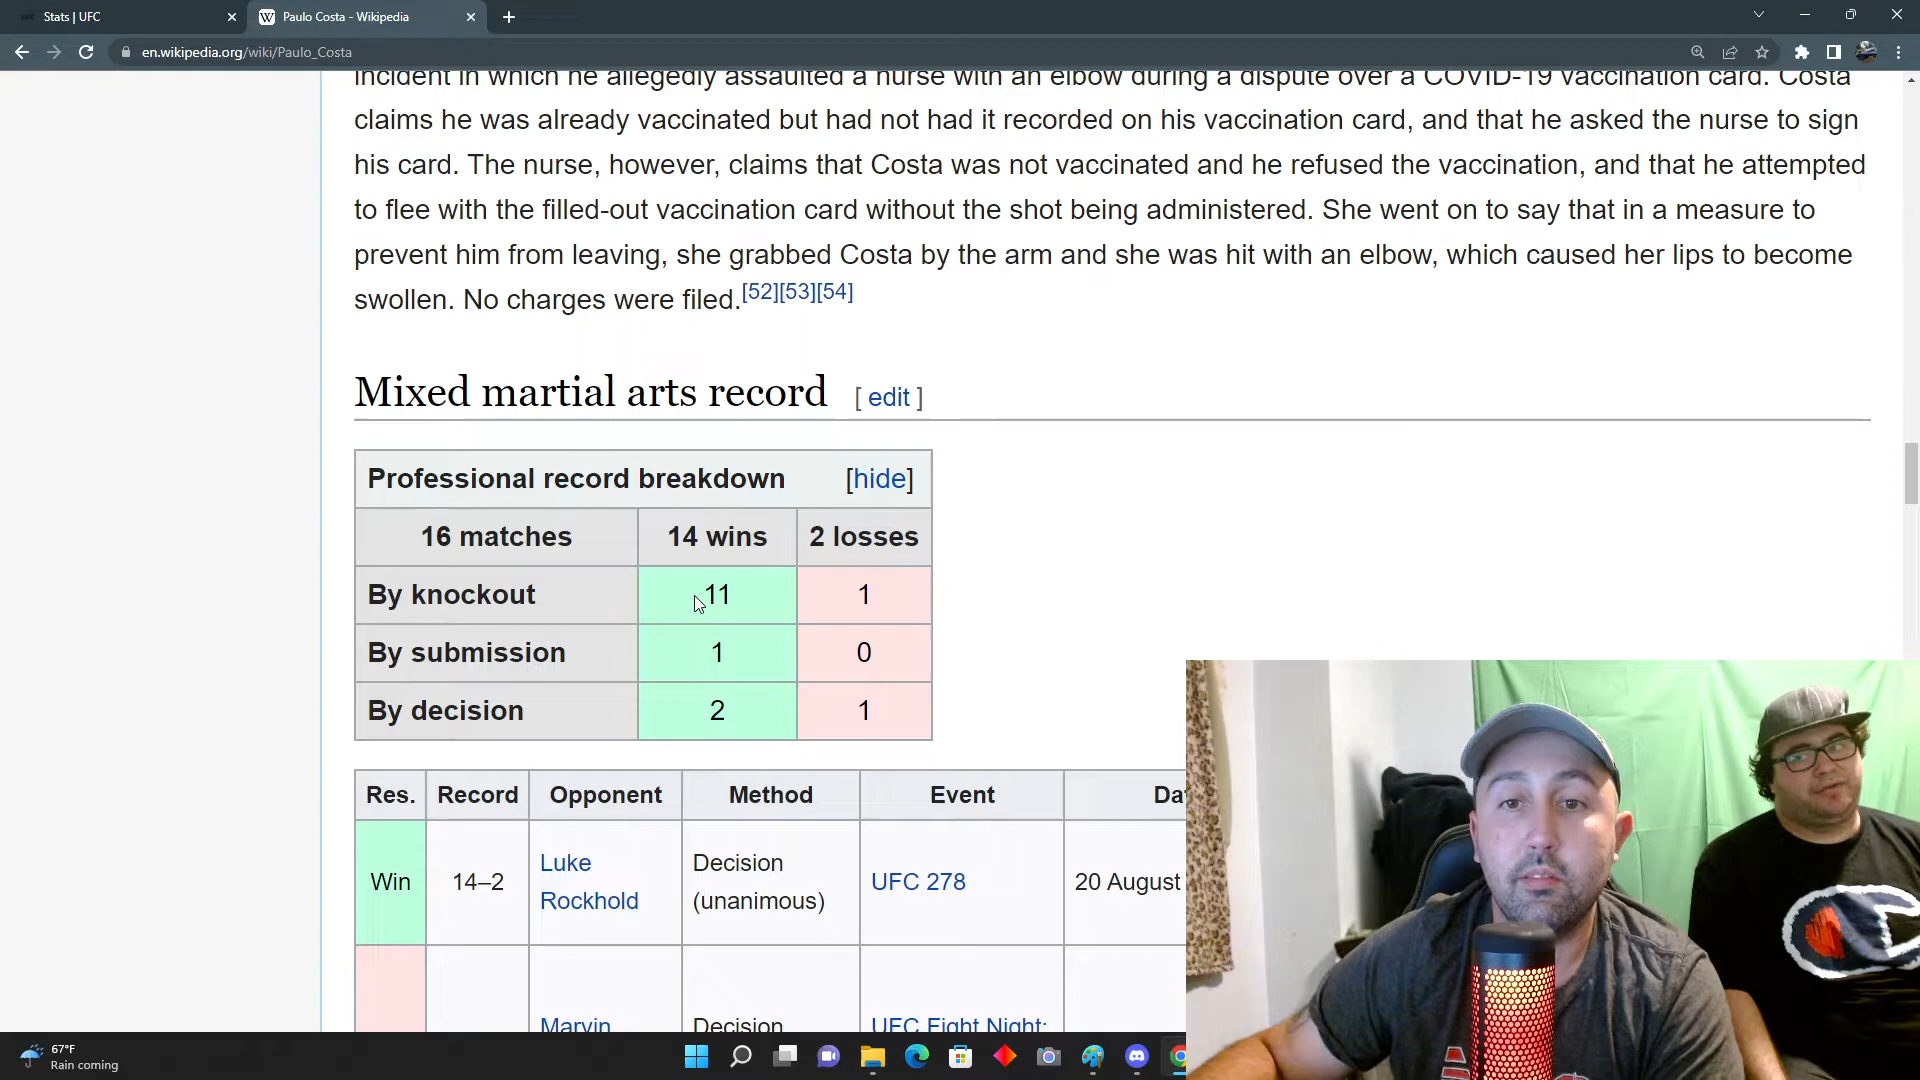 Stats | UFC
Paulo Costa - Wikipedia
en.wikipedia.org/wiki/Paulo_Costa
incident in which he allegedly assaulted a nurse with an elbow during a dispute over a COVID-19 vaccination card. Costa
claims he was already vaccinated but had not had it recorded on his vaccination card, and that he asked the nurse to sign
his card. The nurse, however, claims that Costa was not vaccinated and he refused the vaccination, and that he attempted
to flee with the filled-out vaccination card without the shot being administered. She went on to say that in a measure to
prevent him from leaving, she grabbed Costa by the arm and she was hit with an elbow, which caused her lips to become
swollen. No charges were filed.[52][53][54]
Mixed martial arts record [ edit ]
Professional record breakdown [hide]
16 matches 14 wins 2 losses
By knockout 11 1
By submission 1 0
By decision 2 1
Res. Record Opponent Method Event Da
Win 14–2 Luke Rockhold Decision (unanimous) UFC 278 20 August
Marvin Decision UFC Fight Night:
67°F
Rain coming